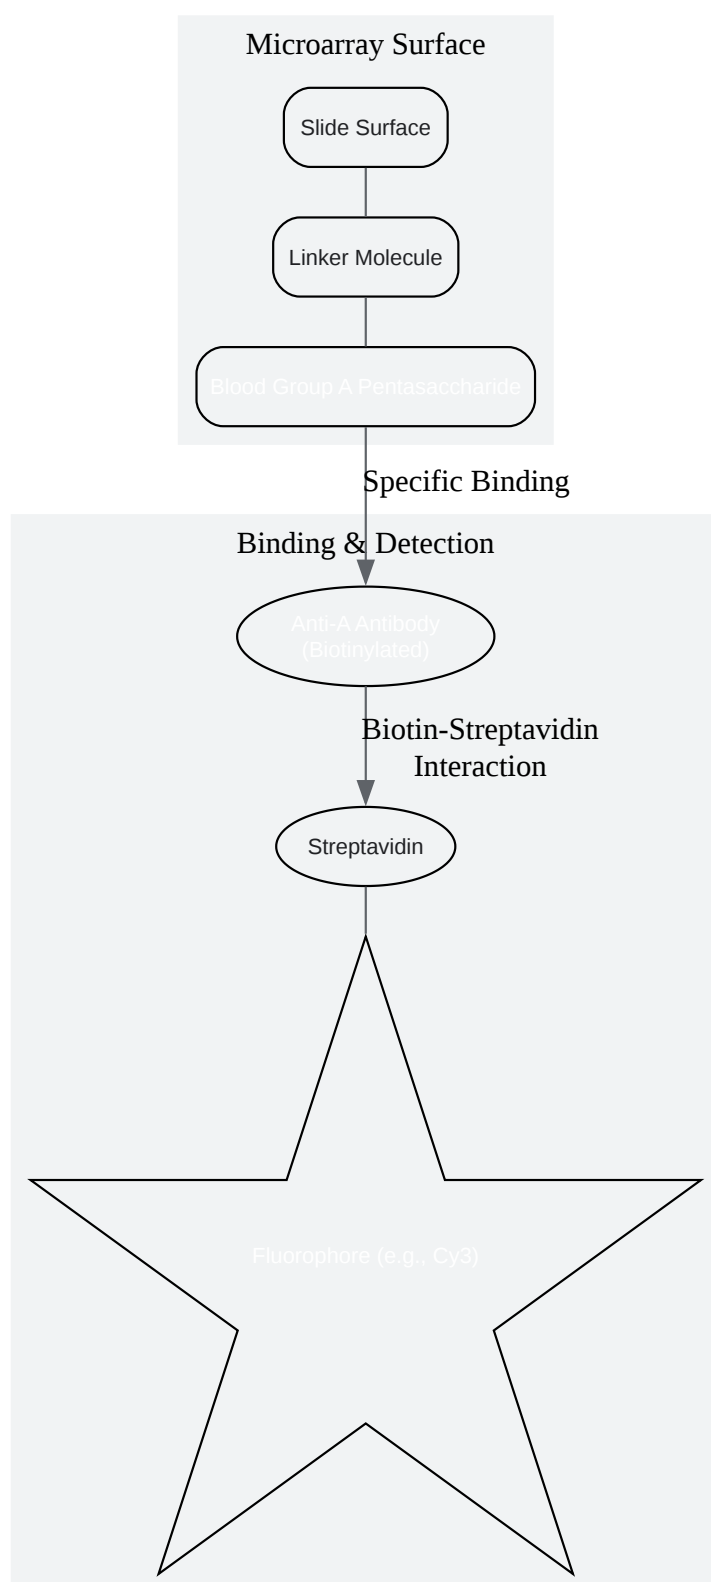 Microarray Surface
Slide Surface
Linker Molecule
Blood Group A Pentasaccharide
Specific Binding
Binding & Detection
Anti-A Antibody
(Biotinylated)
Biotin-Streptavidin
Interaction
Streptavidin
Fluorophore (e.g., Cy3)